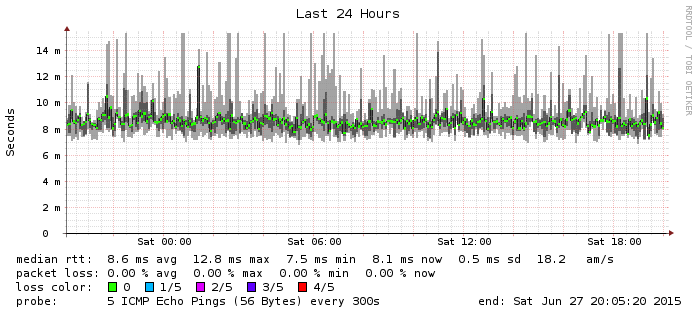 Last 24 Hours
RRDTOOL / TOBI OETIKER
Seconds
14 m
12 m
10 m
8 m
6 m
4 m
2 m
0
Sat 00:00 Sat 06:00 Sat 12:00 Sat 18:00
median rtt: 8.6 ms avg 12.8 ms max 7.5 ms min 8.1 ms now 0.5 ms sd 18.2 am/s
packet loss: 0.00 % avg 0.00 % max 0.00 % min 0.00 % now
loss color: 0 1/5 2/5 3/5 4/5
probe: 5 ICMP Echo Pings (56 Bytes) every 300s end: Sat Jun 27 20:05:20 2015